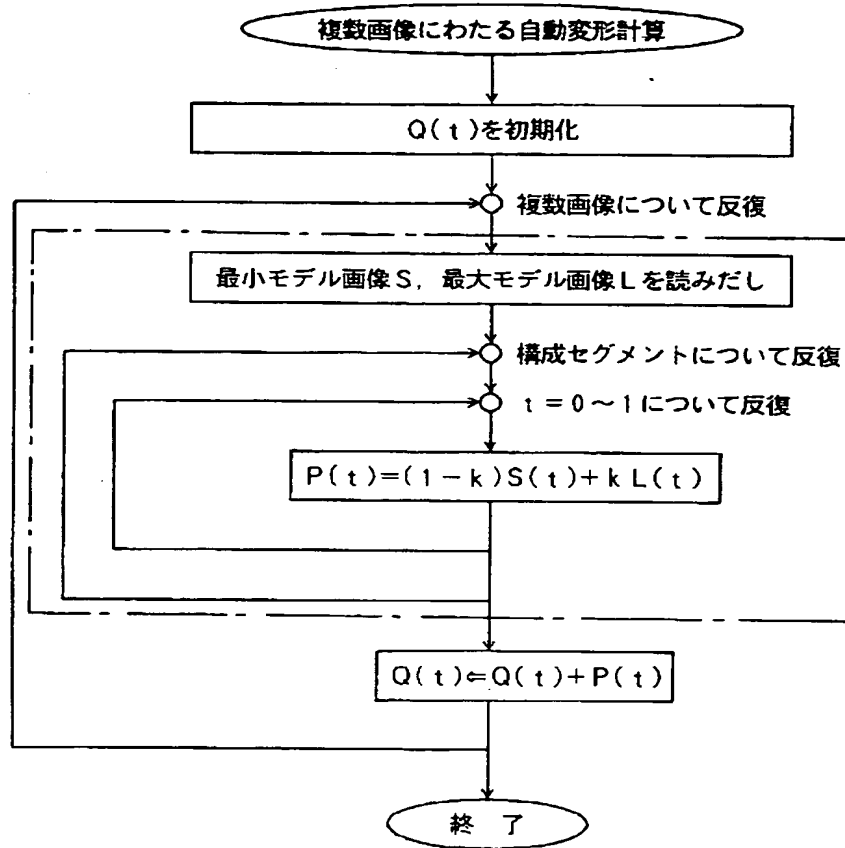 複数画像にわたる自動変形計算
Q(t)を初期化
複数画像について反復
最小モデル画像S, 最大モデル画像Lを読みだし
構成セグメントについて反復
t=0~1について反復
P(t)=(1-k)S(t)+kL(t)
Q(t)⇐Q(t)+P(t)
終 了